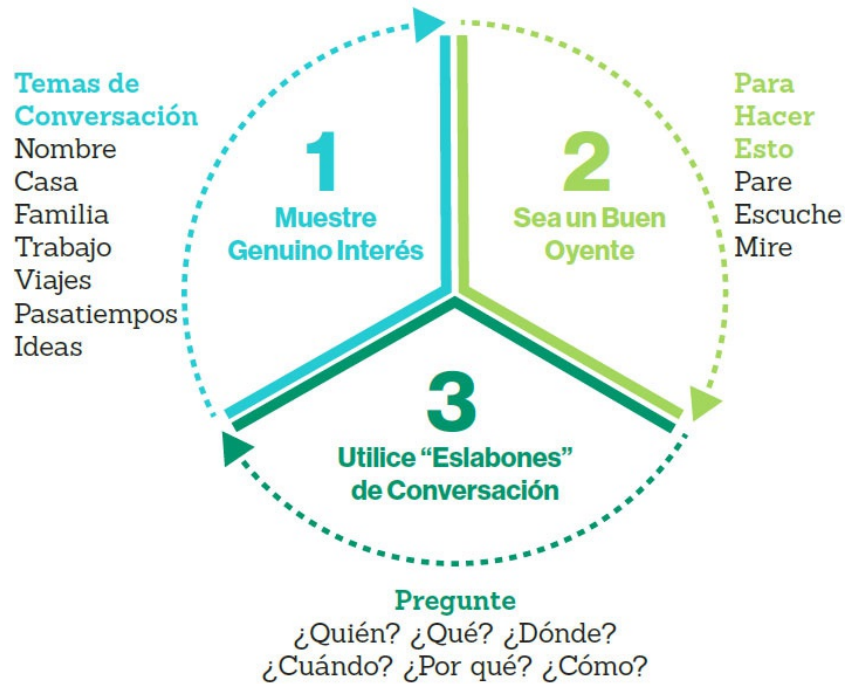 Temas de
Conversación
Nombre
Casa
Familia
Trabajo
Viajes
Pasatiempos
Ideas
1
Muestre
Genuino Interés
2
Sea un Buen
Oyente
Para
Hacer
Esto
Pare
Escuche
Mire
3
Utilice “Eslabones”
de Conversación
Pregunte
¿Quién? ¿Qué? ¿Dónde?
¿Cuándo? ¿Por qué? ¿Cómo?